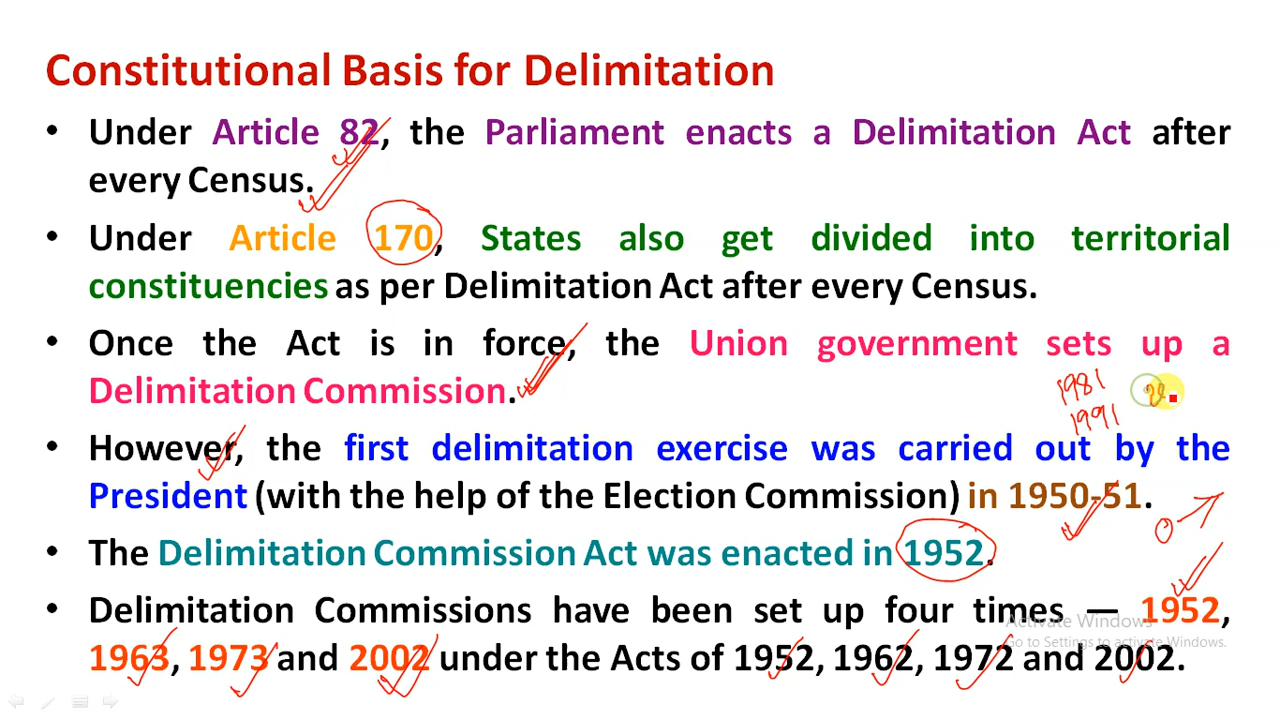 Constitutional Basis for Delimitation
• Under Article 82, the Parliament enacts a Delimitation Act after
every Census.
• Under Article 170, States also get divided into territorial
constituencies as per Delimitation Act after every Census.
• Once the Act is in force, the Union government sets up a
Delimitation Commission.
1981
1991
• However, the first delimitation exercise was carried out by the
President (with the help of the Election Commission) in 1950-51.
• The Delimitation Commission Act was enacted in 1952.
• Delimitation Commissions have been set up four times — 1952,
1963, 1973 and 2002 under the Acts of 1952, 1962, 1972 and 2002.
Activate Windows
Go to Settings to activate Windows.